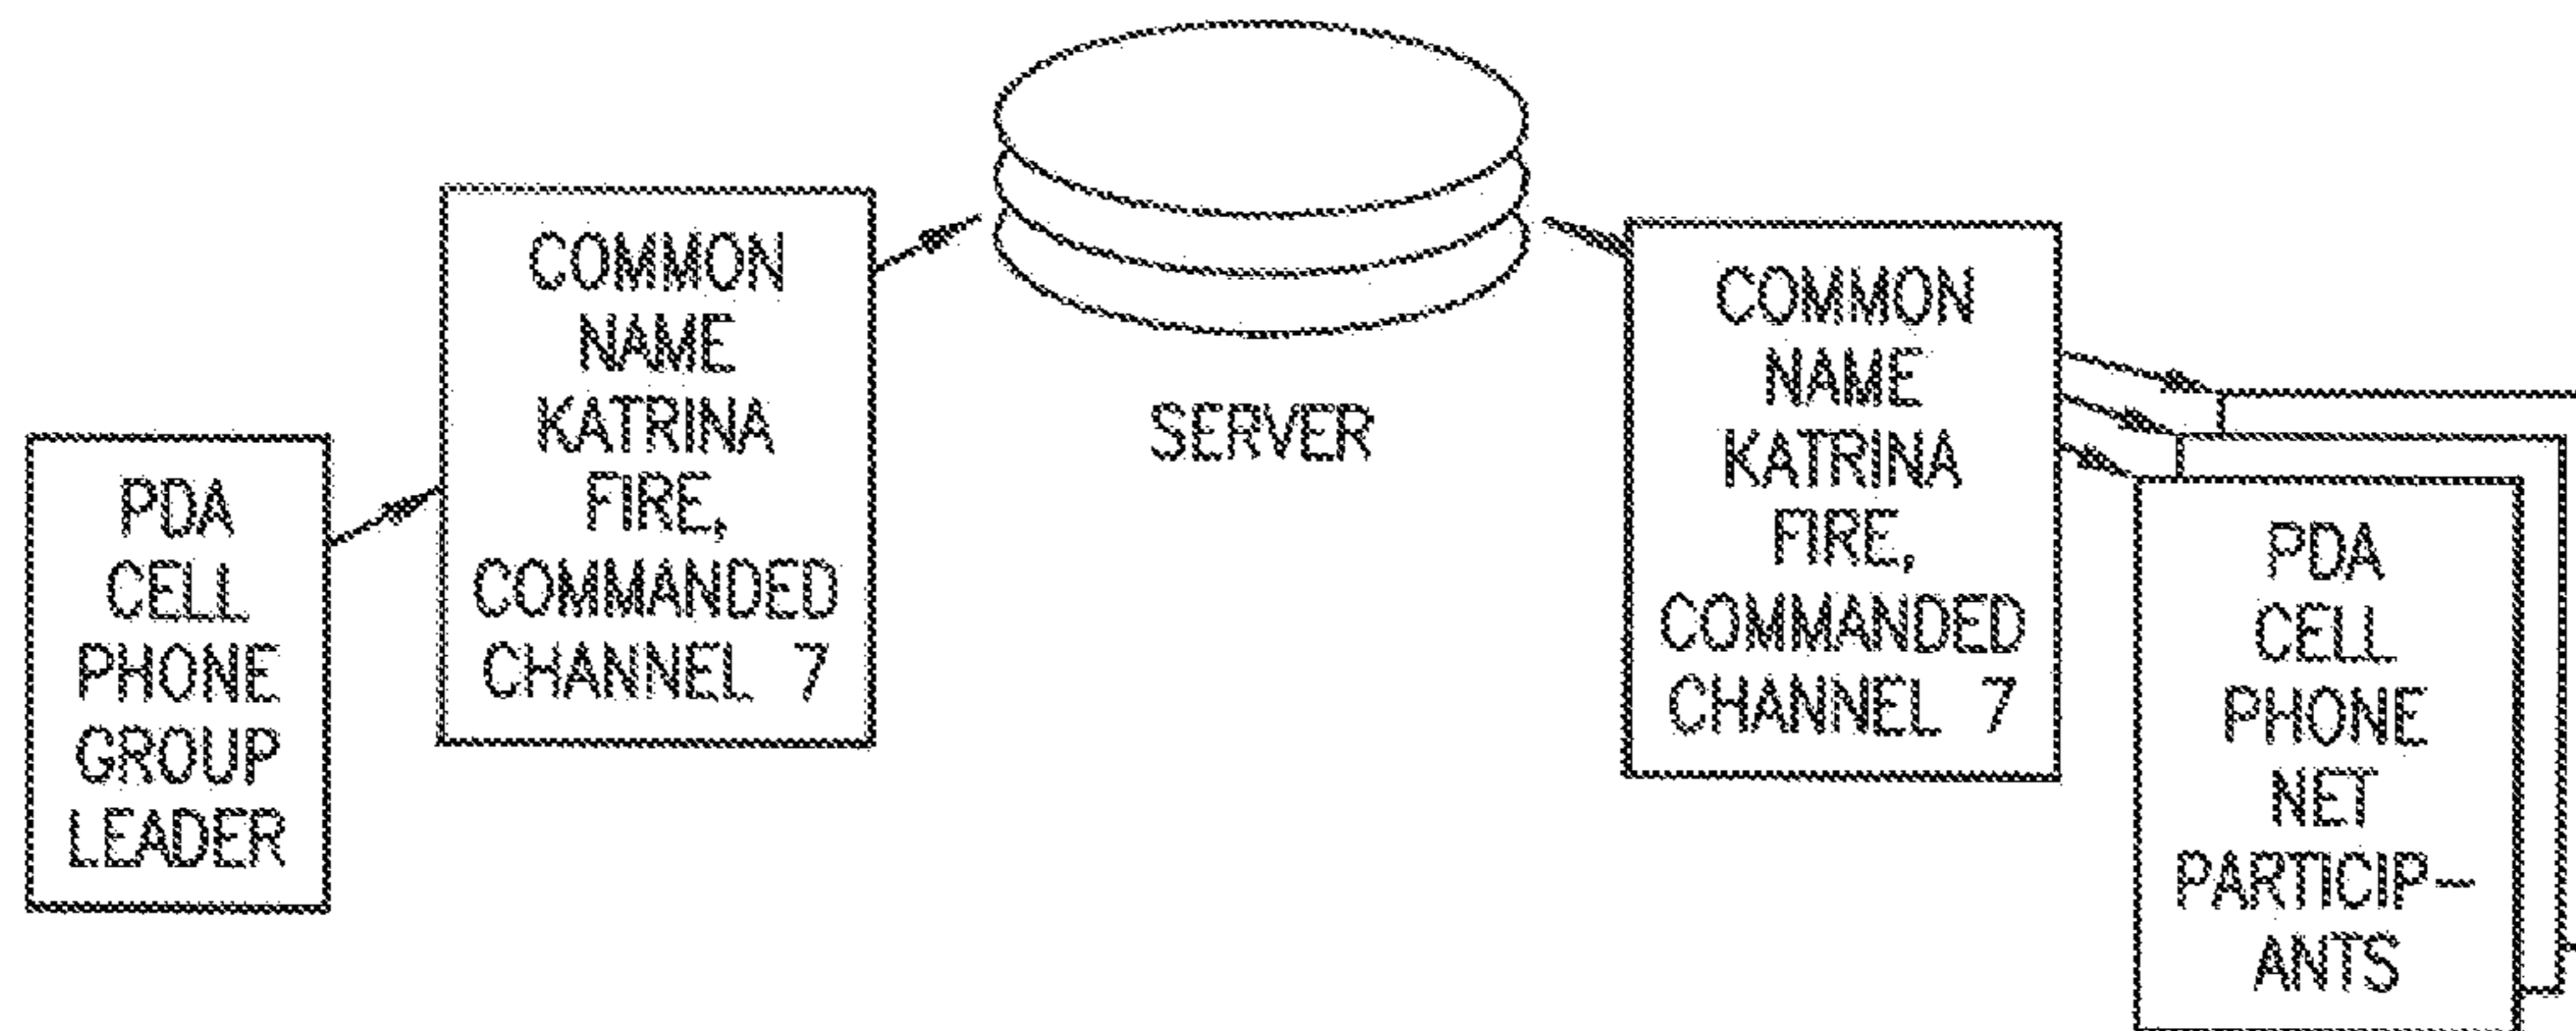 PDA
CELL
PHONE
GROUP
LEADER
COMMON
NAME
KATRINA
FIRE,
COMMANDED
CHANNEL 7
SERVER
COMMON
NAME
KATRINA
FIRE,
COMMANDED
CHANNEL 7
PDA
CELL
PHONE
NET
PARTICIP-
ANTS